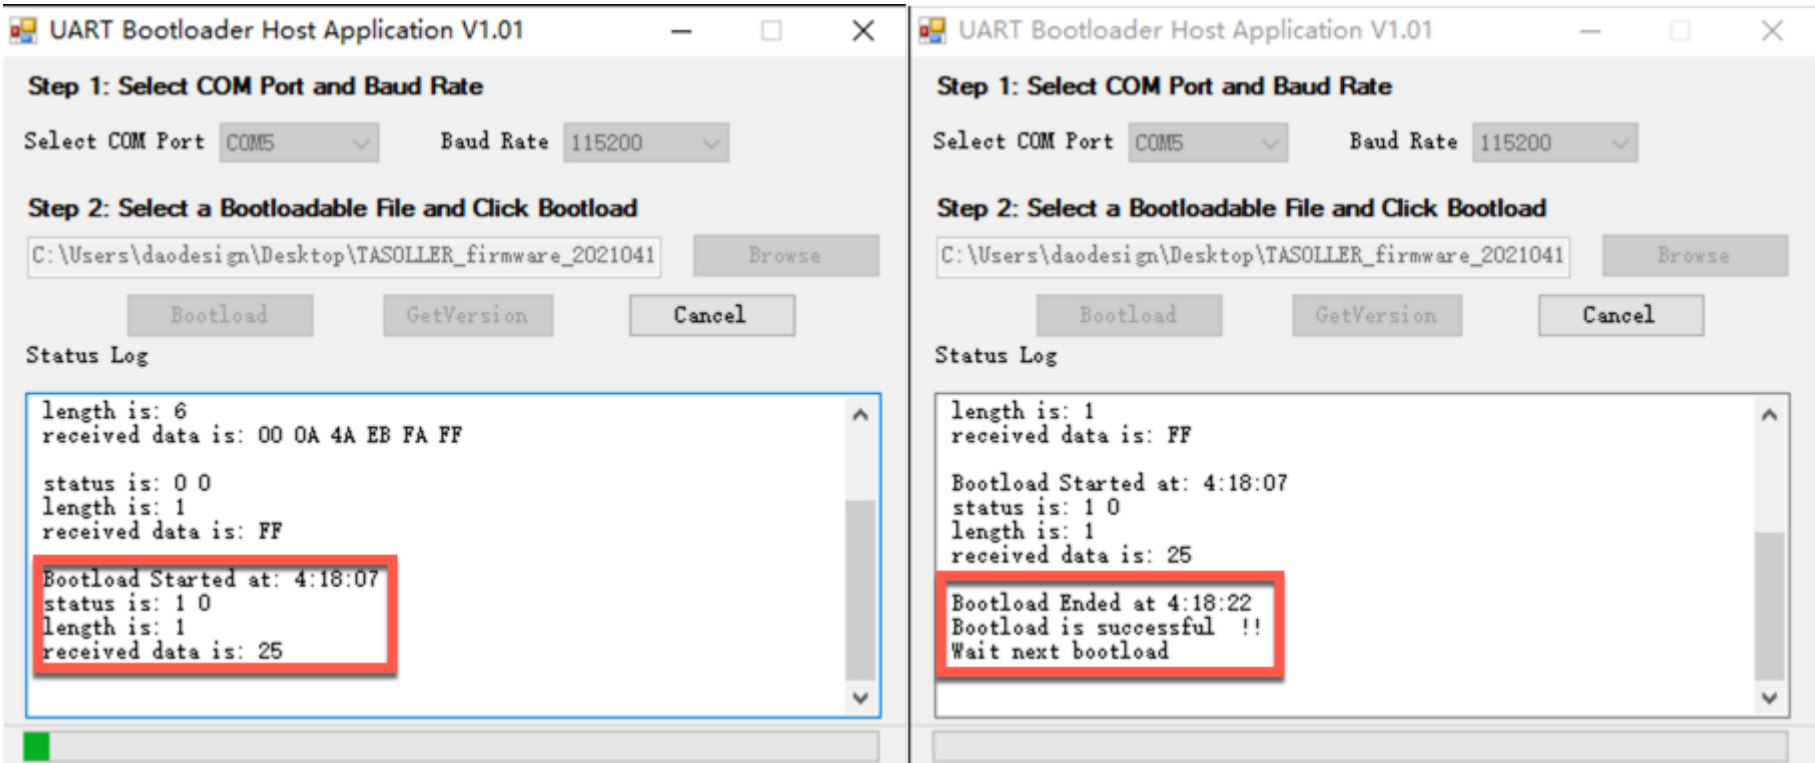 UART Bootloader Host Application V1.01
Step 1: Select COM Port and Baud Rate
Select COM Port COM5 Baud Rate 115200
Step 2: Select a Bootloadable File and Click Bootload
C:\Users\daodesign\Desktop\TASOLLER_firmware_2021041 Browse
Bootload GetVersion Cancel
Status Log
length is: 6
received data is: 00 0A 4A EB FA FF
status is: 0 0
length is: 1
received data is: FF
Bootload Started at: 4:18:07
status is: 1 0
length is: 1
received data is: 25
UART Bootloader Host Application V1.01
Step 1: Select COM Port and Baud Rate
Select COM Port COM5 Baud Rate 115200
Step 2: Select a Bootloadable File and Click Bootload
C:\Users\daodesign\Desktop\TASOLLER_firmware_2021041 Browse
Bootload GetVersion Cancel
Status Log
length is: 1
received data is: FF
Bootload Started at: 4:18:07
status is: 1 0
length is: 1
received data is: 25
Bootload Ended at 4:18:22
Bootload is successful !!
Wait next bootload